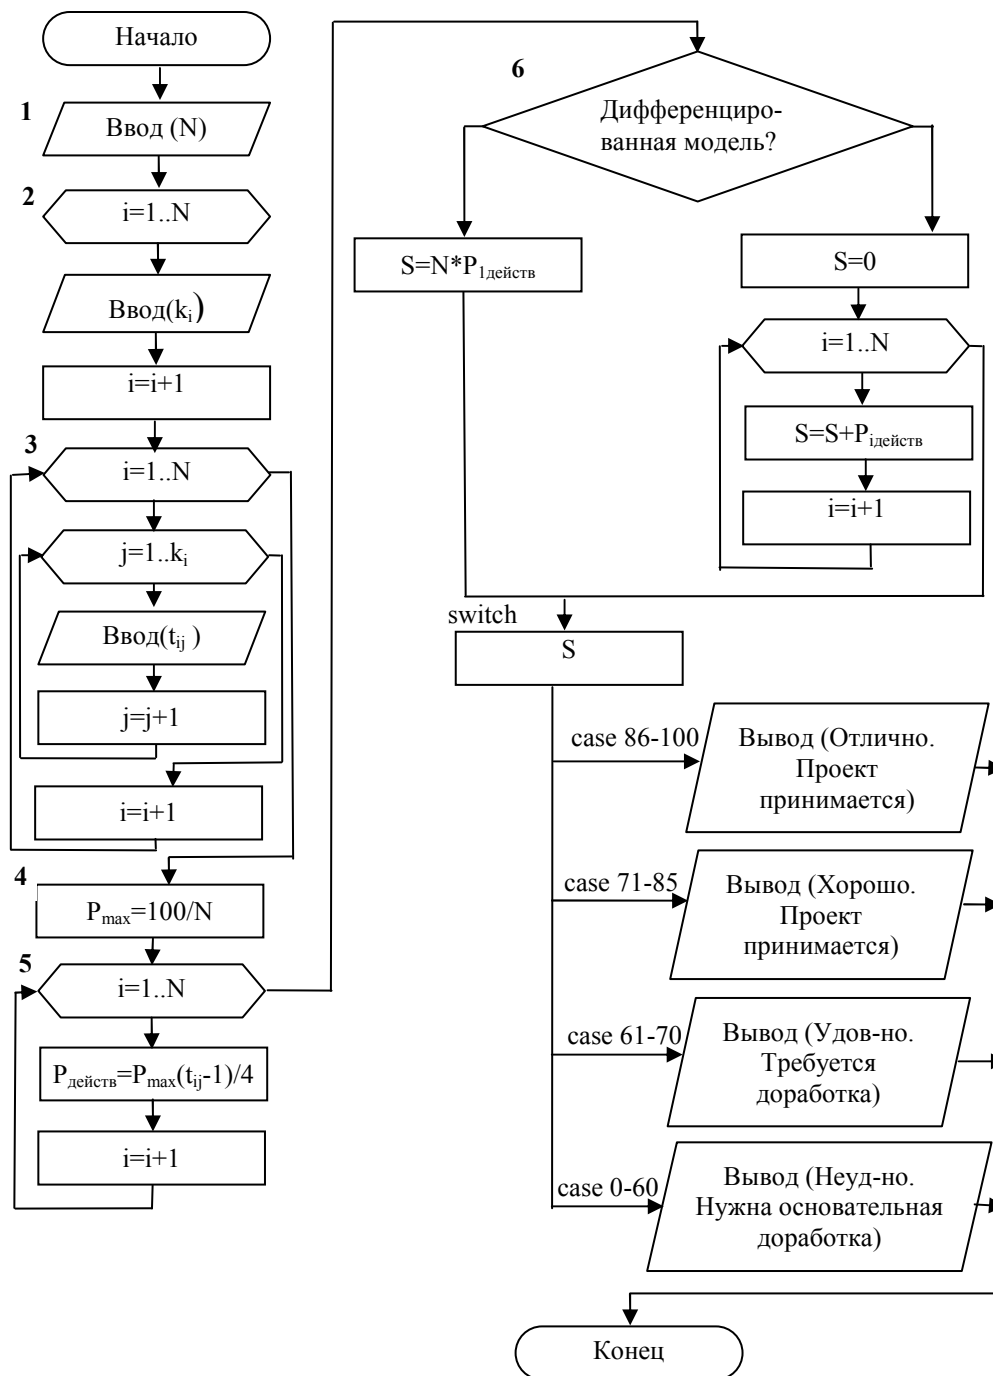 Начало
1
Ввод (N)
2
i=1..N
Ввод(kᵢ)
i=i+1
3
i=1..N
j=1..kᵢ
Ввод(tᵢⱼ )
j=j+1
i=i+1
4
Pmax=100/N
5
i=1..N
Pдейств=Pmax(tᵢⱼ-1)/4
i=i+1
6
Дифференциро-
ванная модель?
S=N*P1действ
S=0
i=1..N
S=S+Piдейств
i=i+1
switch
S
case 86-100
Вывод (Отлично.
Проект
принимается)
case 71-85
Вывод (Хорошо.
Проект
принимается)
case 61-70
Вывод (Удов-но.
Требуется
доработка)
case 0-60
Вывод (Неуд-но.
Нужна основательная
доработка)
Конец